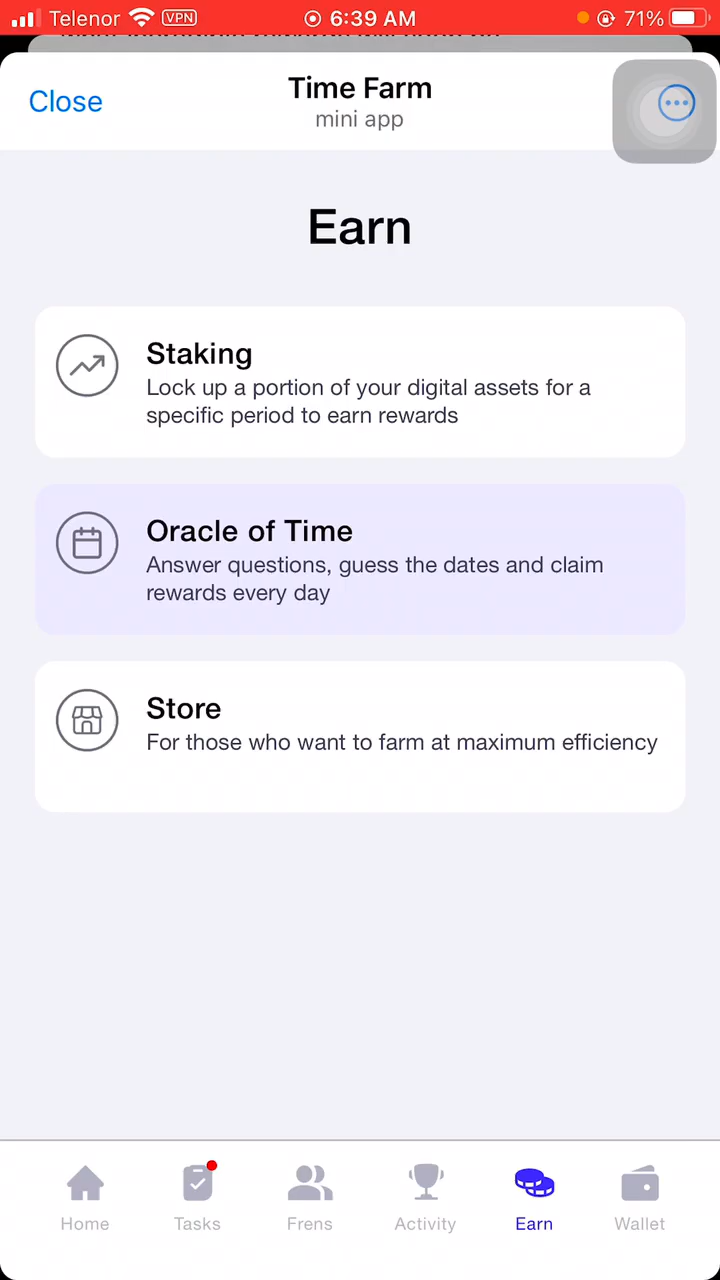 Telenor VPN 6:39 AM 71%
Close
Time Farm
mini app
Earn
Staking
Lock up a portion of your digital assets for a
specific period to earn rewards
Oracle of Time
Answer questions, guess the dates and claim
rewards every day
Store
For those who want to farm at maximum efficiency
Home Tasks Frens Activity Earn Wallet